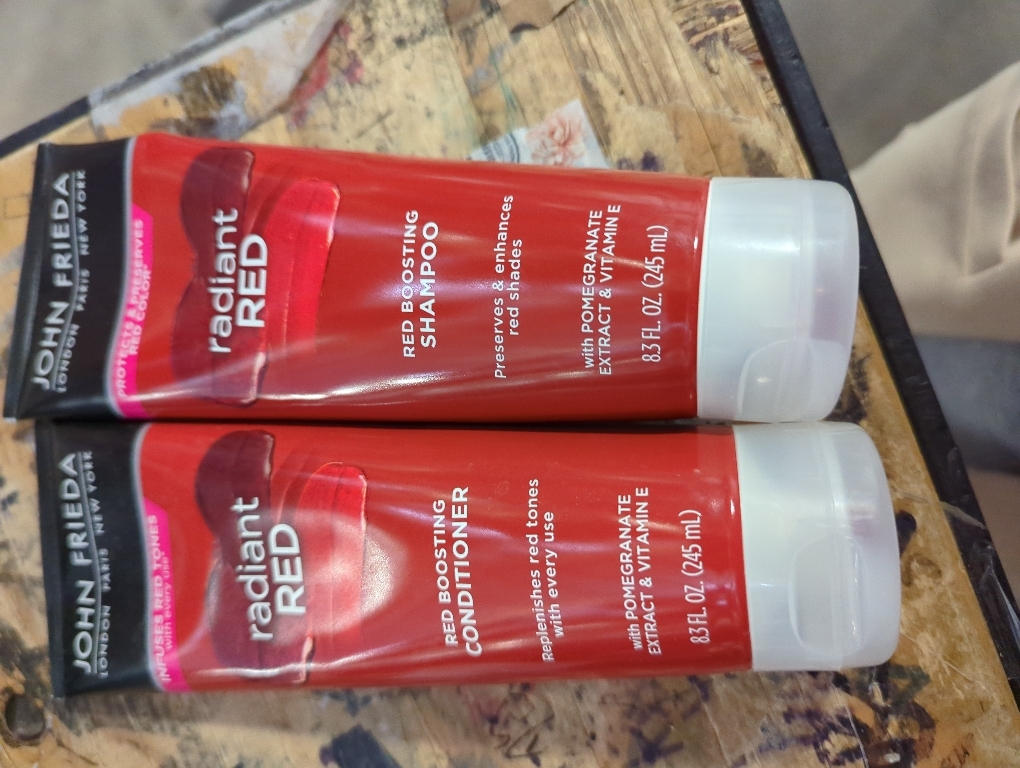 JOHN FRIEDA
LONDON PARIS NEW YORK
PROTECTS & PRESERVES
RED COLOR
radiant
RED
RED BOOSTING
SHAMPOO
Preserves & enhances
red shades
with POMEGRANATE
EXTRACT & VITAMIN E
8.3 FL. OZ. (245 mL)
JOHN FRIEDA
LONDON PARIS NEW YORK
INFUSES RED TONES
with every use
radiant
RED
RED BOOSTING
CONDITIONER
Replenishes red tones
with every use
with POMEGRANATE
EXTRACT & VITAMIN E
8.3 FL. OZ. (245 mL)